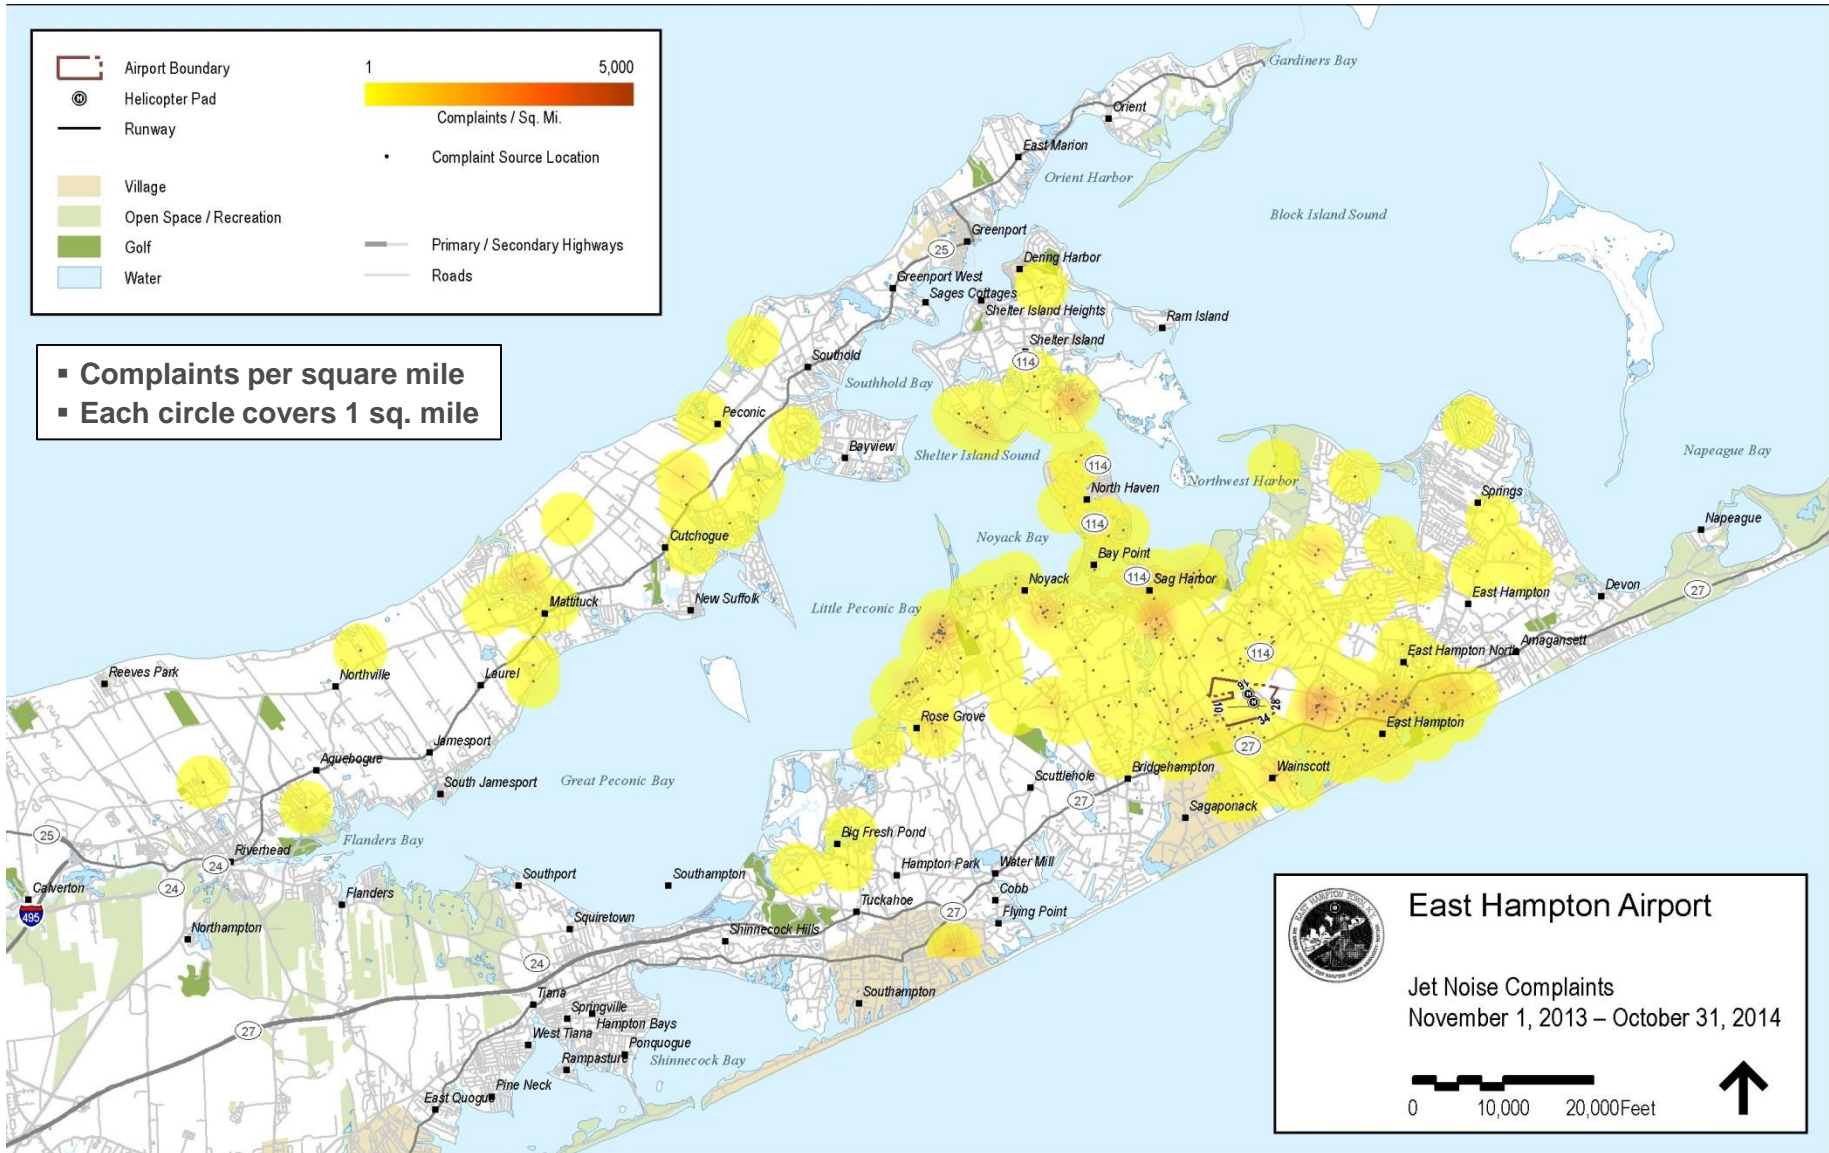 Airport Boundary
Helicopter Pad
Runway
Village
Open Space / Recreation
Golf
Water
1
5,000
Complaints / Sq. Mi.
Complaint Source Location
Primary / Secondary Highways
Roads
▪ Complaints per square mile
▪ Each circle covers 1 sq. mile
Gardiners Bay
Orient
East Marion
Orient Harbor
Block Island Sound
Greenport
25
Dering Harbor
Greenport West
Sages Cottages
Shelter Island Heights
Ram Island
Shelter Island
114
Southold
Southhold Bay
Peconic
Bayview
Shelter Island Sound
114
North Haven
Northwest Harbor
Napeague Bay
Springs
Napeague
114
Noyack Bay
Cutchogue
Bay Point
Noyack
114
Sag Harbor
Devon
27
East Hampton
New Suffolk
Mattituck
Little Peconic Bay
Amagansett
114
East Hampton North
Reeves Park
Northville
Laurel
H
H
10
16
28
34
Rose Grove
East Hampton
27
Jamesport
Aquebogue
South Jamesport
Great Peconic Bay
Bridgehampton
Wainscott
Scuttlehole
27
Sagaponack
25
Flanders Bay
Big Fresh Pond
Riverhead
24
24
Hampton Park
Water Mill
Calverton
495
Flanders
Southport
Southampton
Cobb
Tuckahoe
27
Flying Point
Northampton
Squiretown
Shinnecock Hills
24
Tiana
Southampton
Springville
Hampton Bays
27
West Tiana
Ponquogue
Rampasture
Shinnecock Bay
Pine Neck
East Quogue
East Hampton Airport
Jet Noise Complaints
November 1, 2013 – October 31, 2014
0
10,000
20,000Feet